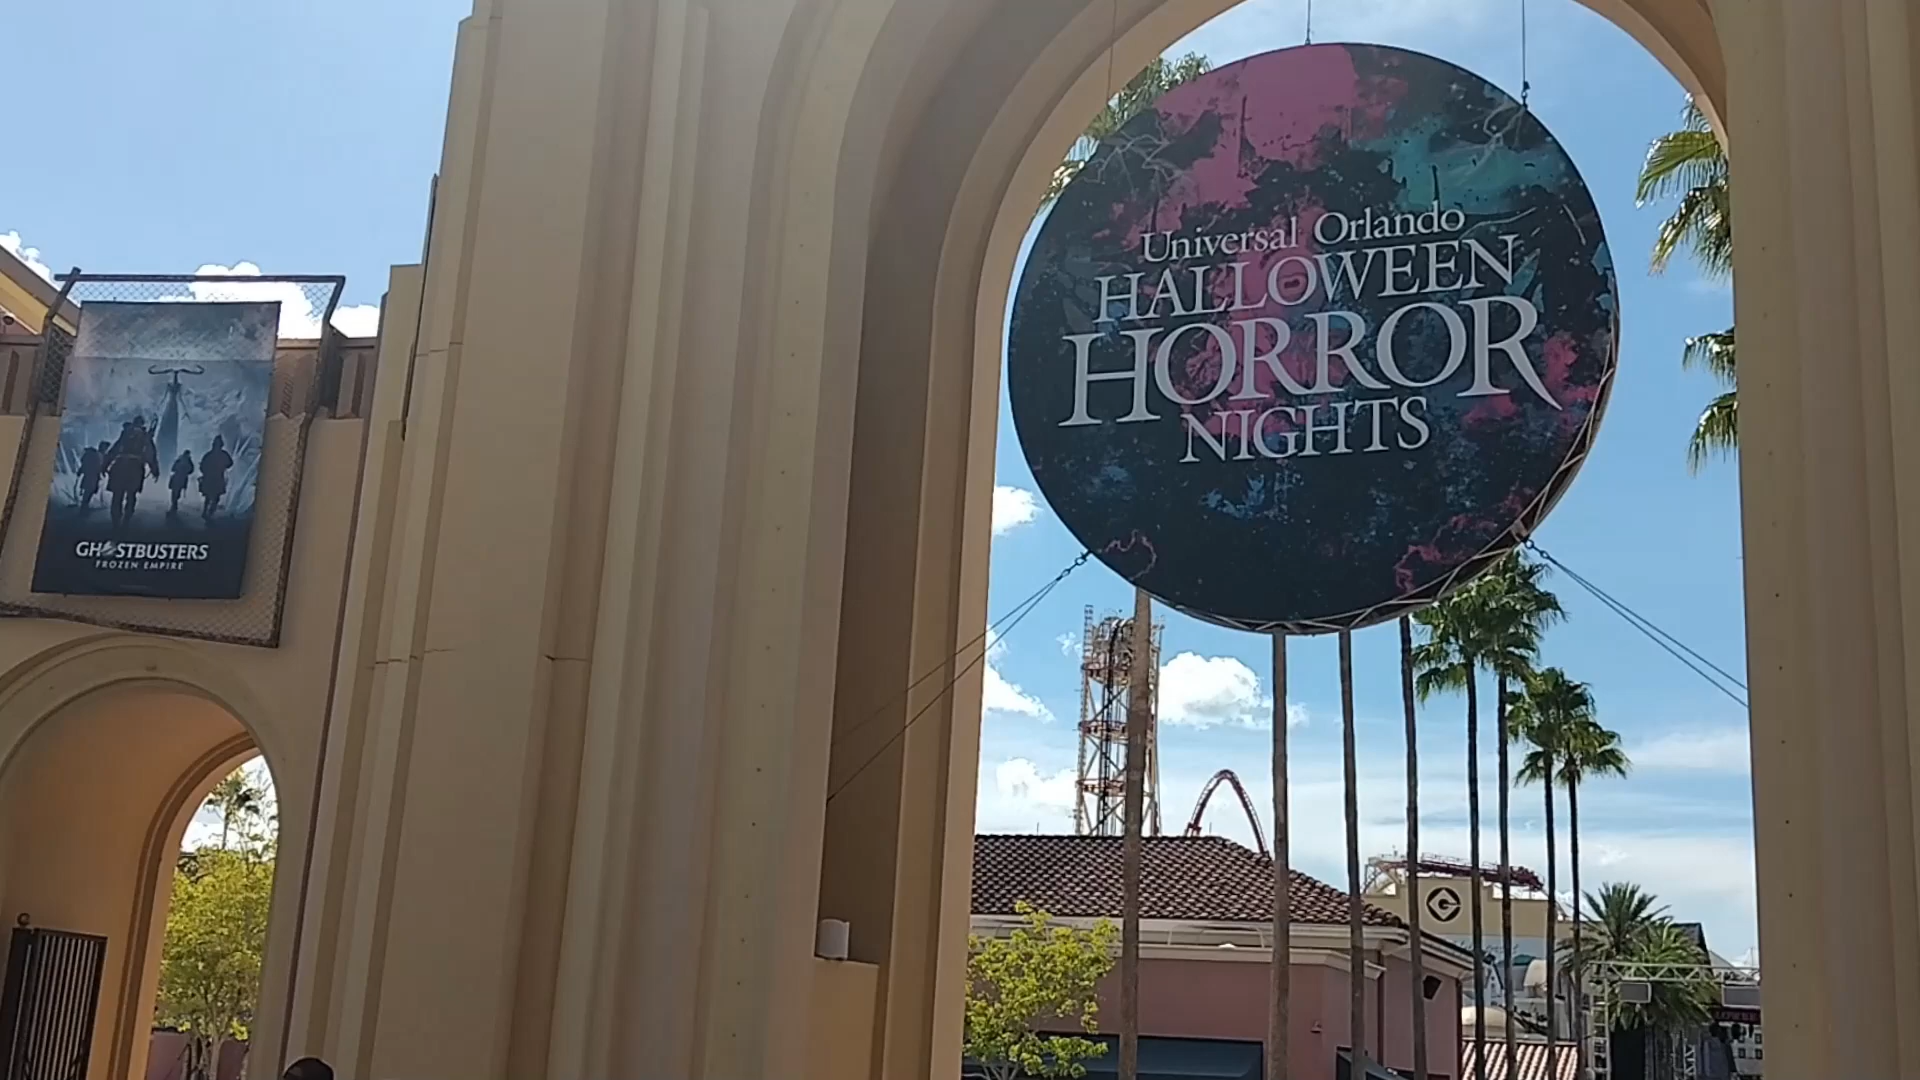 Universal Orlando
HALLOWEEN
HORROR
NIGHTS
GHOSTBUSTERS
FROZEN EMPIRE
G